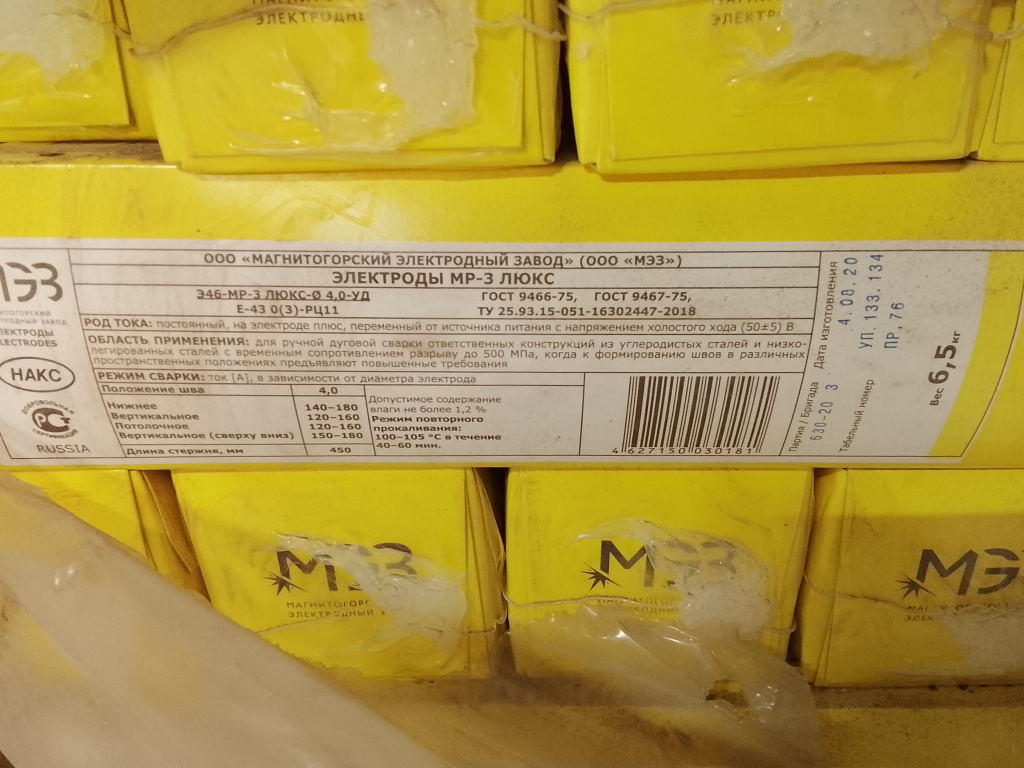 ЭЛЕКТРОДН
ЭЛЕКТР
МЭЗ
ЭЛЕКТРОДЫ
ELECTRODES
НАКС
ДОБРОВОЛЬНАЯ
СЕРТИФИКАЦИЯ
RUSSIA
ООО «МАГНИТОГОРСКИЙ ЭЛЕКТРОДНЫЙ ЗАВОД» (ООО «МЭЗ»)
ЭЛЕКТРОДЫ МР-3 ЛЮКС
Э46-МР-3 ЛЮКС-Ø 4,0-УД
Е-43 0(3)-РЦ11
ГОСТ 9466-75, ГОСТ 9467-75,
ТУ 25.93.15-051-16302447-2018
РОД ТОКА: постоянный, на электроде плюс, переменный от источника питания с напряжением холостого хода (50±5) В
ОБЛАСТЬ ПРИМЕНЕНИЯ: для ручной дуговой сварки ответственных конструкций из углеродистых сталей и низко-
легированных сталей с временным сопротивлением разрыву до 500 МПа, когда к формированию швов в различных
пространственных положениях предъявляют повышенные требования
РЕЖИМ СВАРКИ: ток [А], в зависимости от диаметра электрода
Положение шва 4,0
Нижнее 140–180
Вертикальное 120–160
Потолочное 120–160
Вертикальное (сверху вниз) 150–180
Длина стержня, мм 450
Допустимое содержание
влаги не более 1,2 %
Режим повторного
прокаливания:
100–105 °С в течение
40–60 мин.
4 627150 030181
Партия / Бригада
630-20 3
Дата изготовления
4.08.20
Табельный номер
УП.133.134
ПР,76
Вес 6,5 кг
МЭЗ
МАГНИТОГОР
ЭЛЕКТРОДНЫЙ З
МЭЗ
МЭЗ